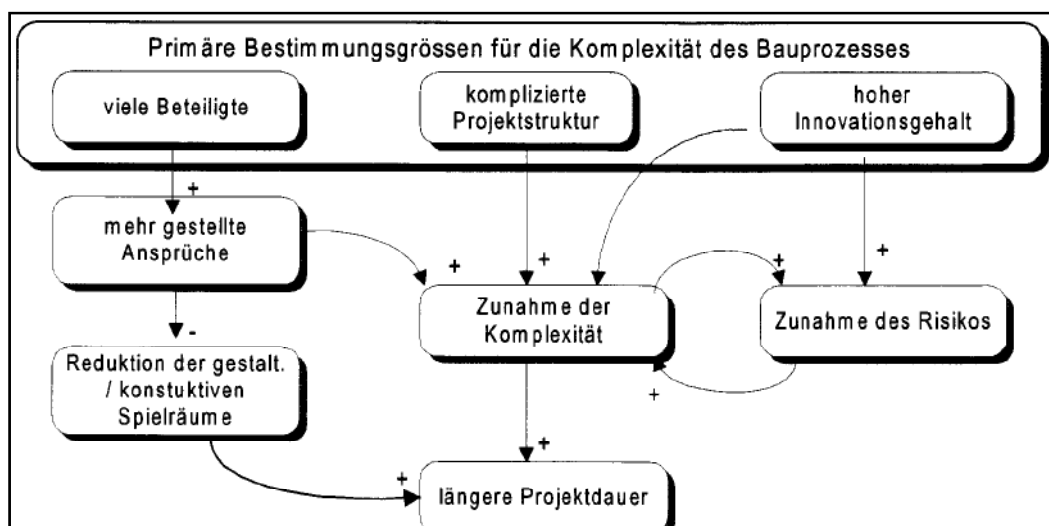 Primäre Bestimmungsgrössen für die Komplexität des Bauprozesses
viele Beteiligte
komplizierte
Projektstruktur
hoher
Innovationsgehalt
+
mehr gestellte
Ansprüche
+
+
+
+
Zunahme der
Komplexität
Zunahme des Risikos
-
Reduktion der gestalt.
/ konstuktiven
Spielräume
+
+
+
längere Projektdauer